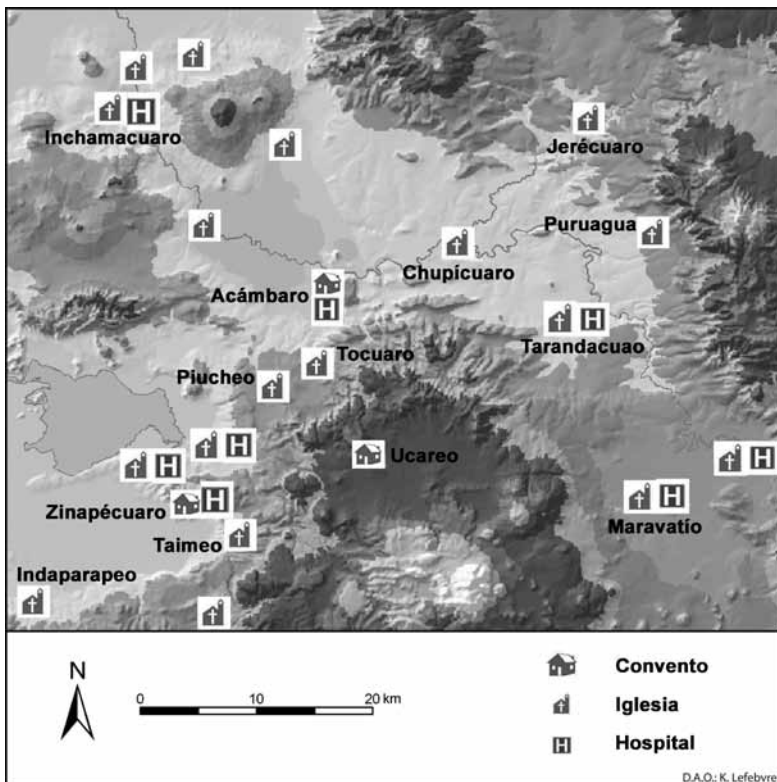 Inchamacuaro
Jerécuaro
Puruagua
Chupicuaro
Acámbaro
Tarandacuao
Tocuaro
Piucheo
Ucareo
Zinapécuaro
Maravatío
Taimeo
Indaparapeo
N
0 10 20 km
Convento
Iglesia
Hospital
D.A.O.: K. Lefebvre